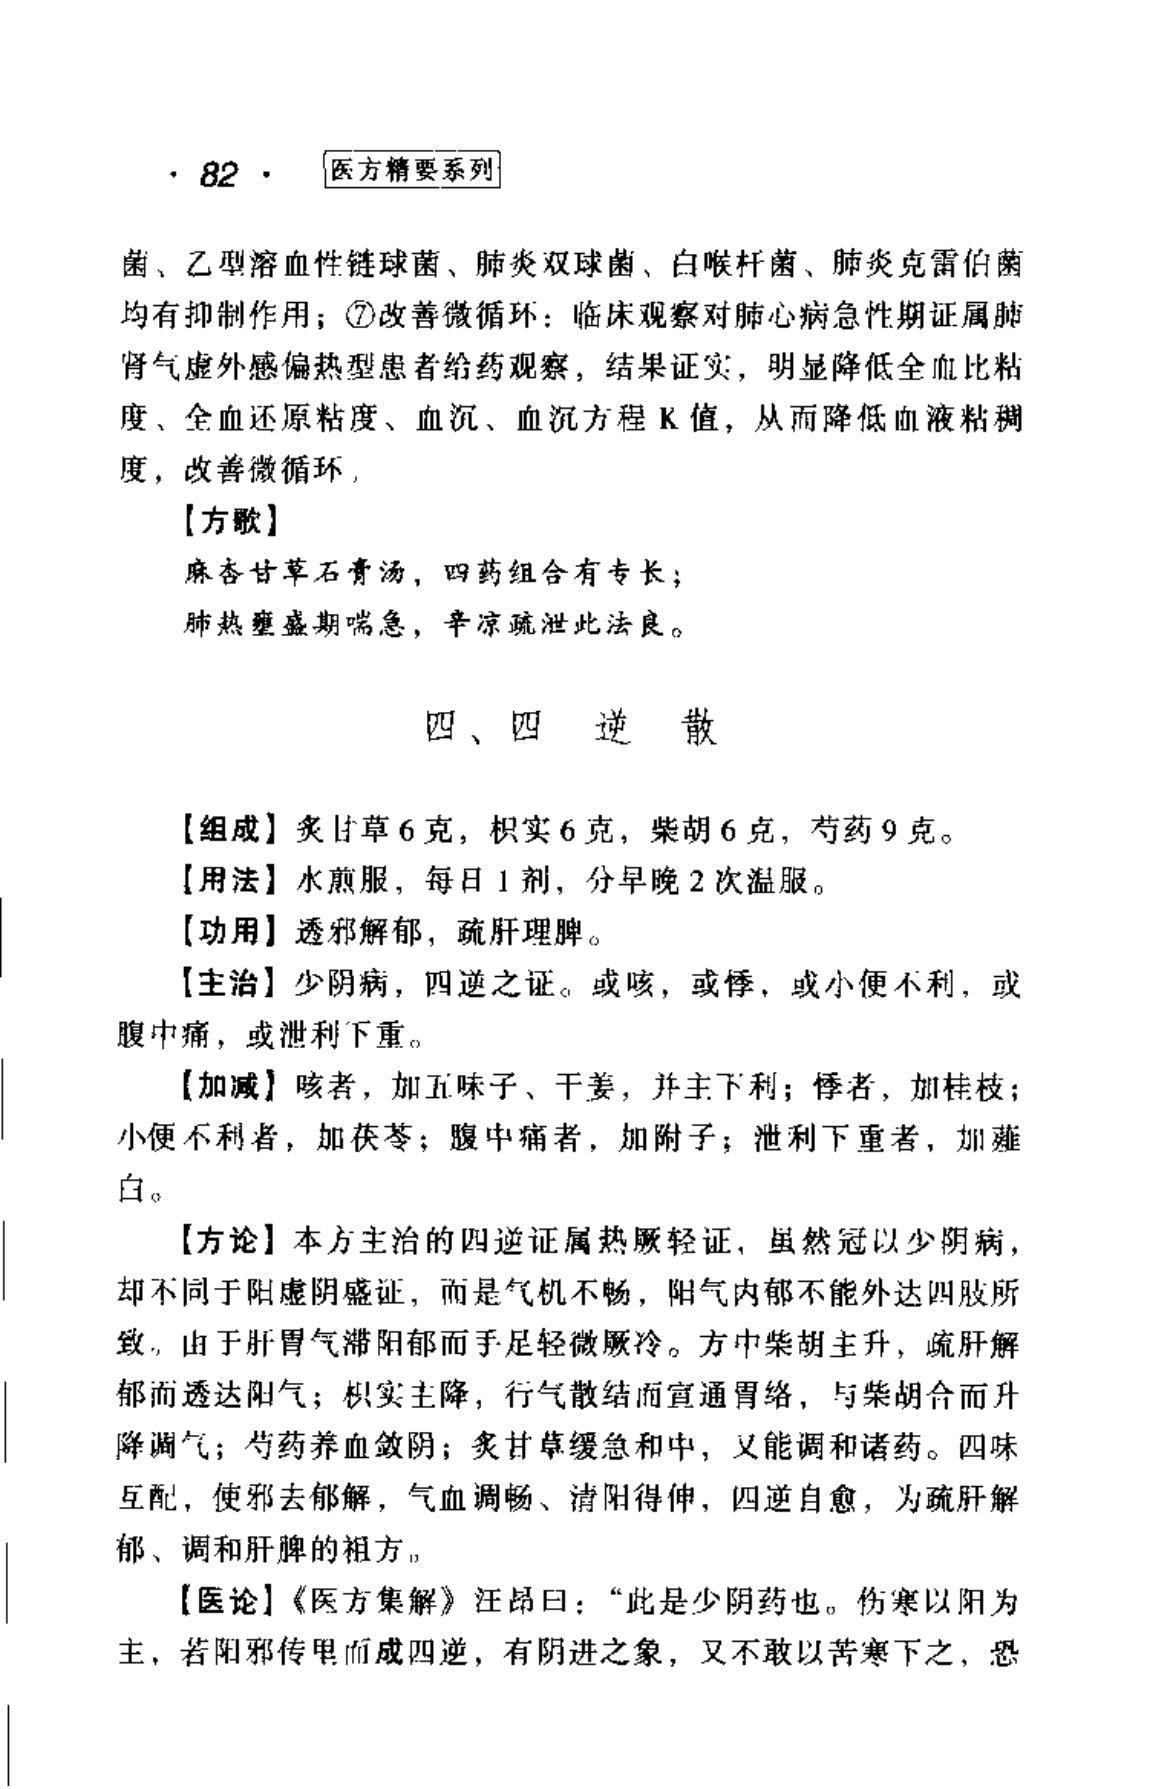 · 82 · 医方精要系列
菌、乙型溶血性链球菌、肺炎双球菌、白喉杆菌、肺炎克雷伯菌
均有抑制作用；⑦改善微循环：临床观察对肺心病急性期证属肺
肾气虚外感偏热型患者给药观察，结果证实，明显降低全血比粘
度、全血还原粘度、血沉、血沉方程 K 值，从而降低血液粘稠
度，改善微循环。
【方歌】
麻杏甘草石膏汤，四药组合有专长；
肺热壅盛期喘急，辛凉疏泄此法良。
四、四 逆 散
【组成】炙甘草 6 克，枳实 6 克，柴胡 6 克，芍药 9 克。
【用法】水煎服，每日 1 剂，分早晚 2 次温服。
【功用】透邪解郁，疏肝理脾。
【主治】少阴病，四逆之证。或咳，或悸，或小便不利，或
腹中痛，或泄利下重。
【加减】咳者，加五味子、干姜，并主下利；悸者，加桂枝；
小便不利者，加茯苓；腹中痛者，加附子；泄利下重者，加薤
白。
【方论】本方主治的四逆证属热厥轻证，虽然冠以少阴病，
却不同于阳虚阴盛证，而是气机不畅，阳气内郁不能外达四肢所
致。由于肝胃气滞阳郁而手足轻微厥冷。方中柴胡主升，疏肝解
郁而透达阳气；枳实主降，行气散结而宣通胃络，与柴胡合而升
降调气；芍药养血敛阴；炙甘草缓急和中，又能调和诸药。四味
互配，使邪去郁解，气血调畅、清阳得伸，四逆自愈，为疏肝解
郁、调和肝脾的祖方。
【医论】《医方集解》汪昂曰：“此是少阴药也。伤寒以阳为
主，若阳邪传里而成四逆，有阴进之象，又不敢以苦寒下之，恐